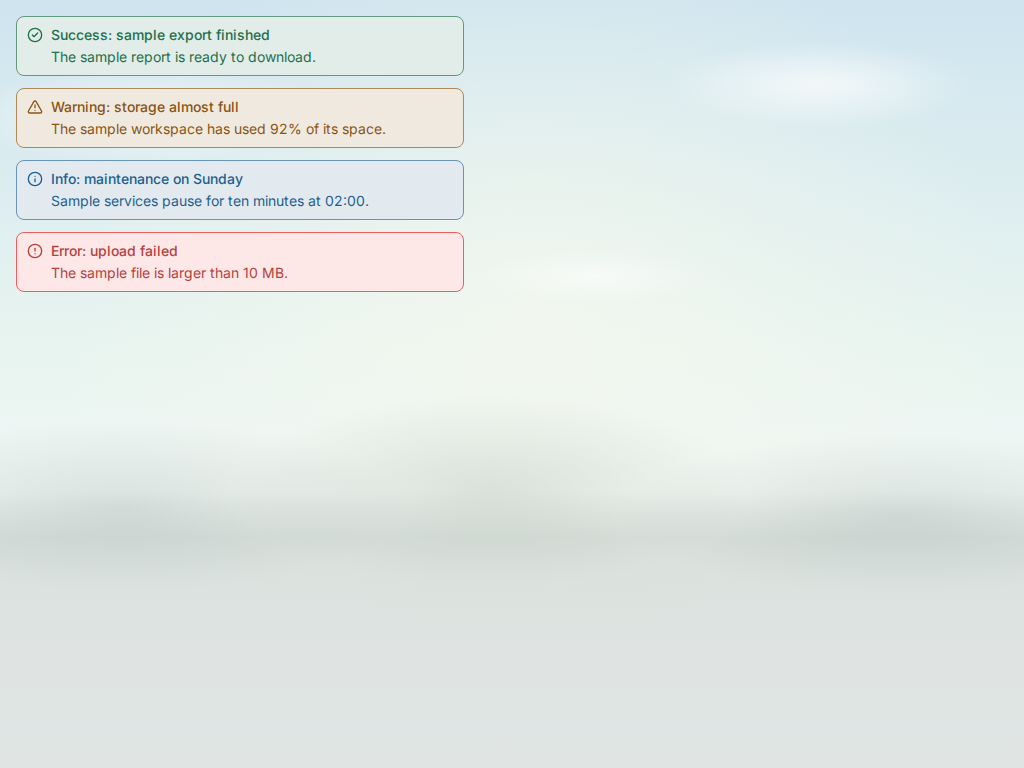 Success: sample export finished
The sample report is ready to download.
Warning: storage almost full
The sample workspace has used 92% of its space.
Info: maintenance on Sunday
Sample services pause for ten minutes at 02:00.
Error: upload failed
The sample file is larger than 10 MB.